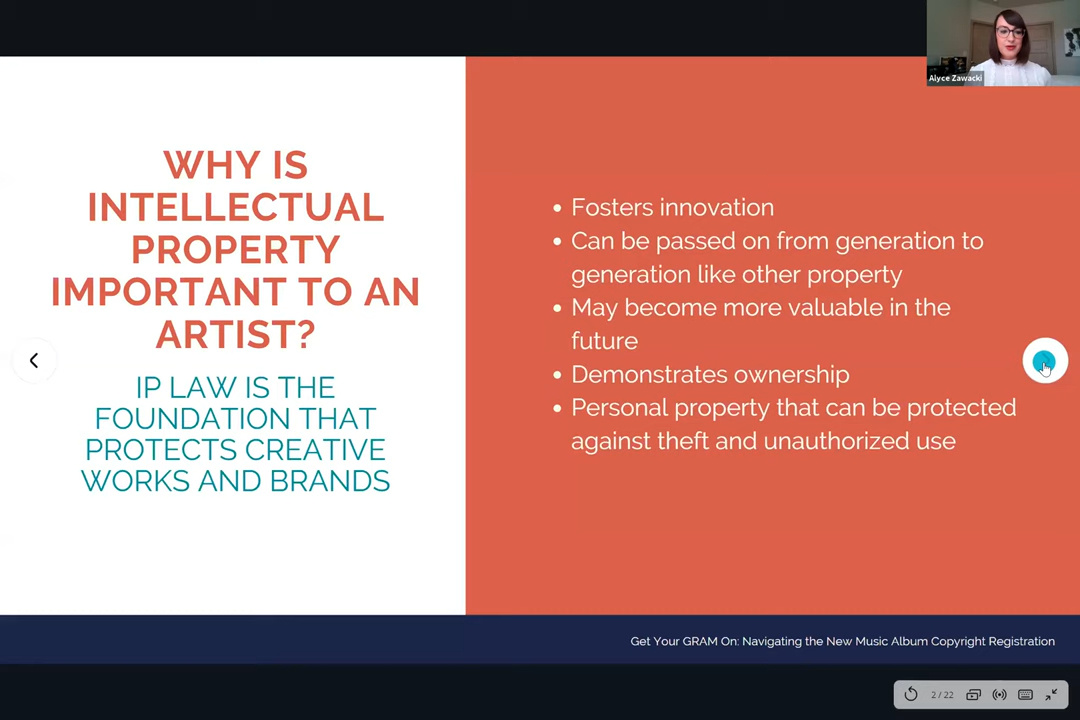 Alyce Zawacki
WHY IS
INTELLECTUAL
PROPERTY
IMPORTANT TO AN
ARTIST?
IP LAW IS THE
FOUNDATION THAT
PROTECTS CREATIVE
WORKS AND BRANDS
• Fosters innovation
• Can be passed on from generation to
generation like other property
• May become more valuable in the
future
• Demonstrates ownership
• Personal property that can be protected
against theft and unauthorized use
Get Your GRAM On: Navigating the New Music Album Copyright Registration
2 / 22